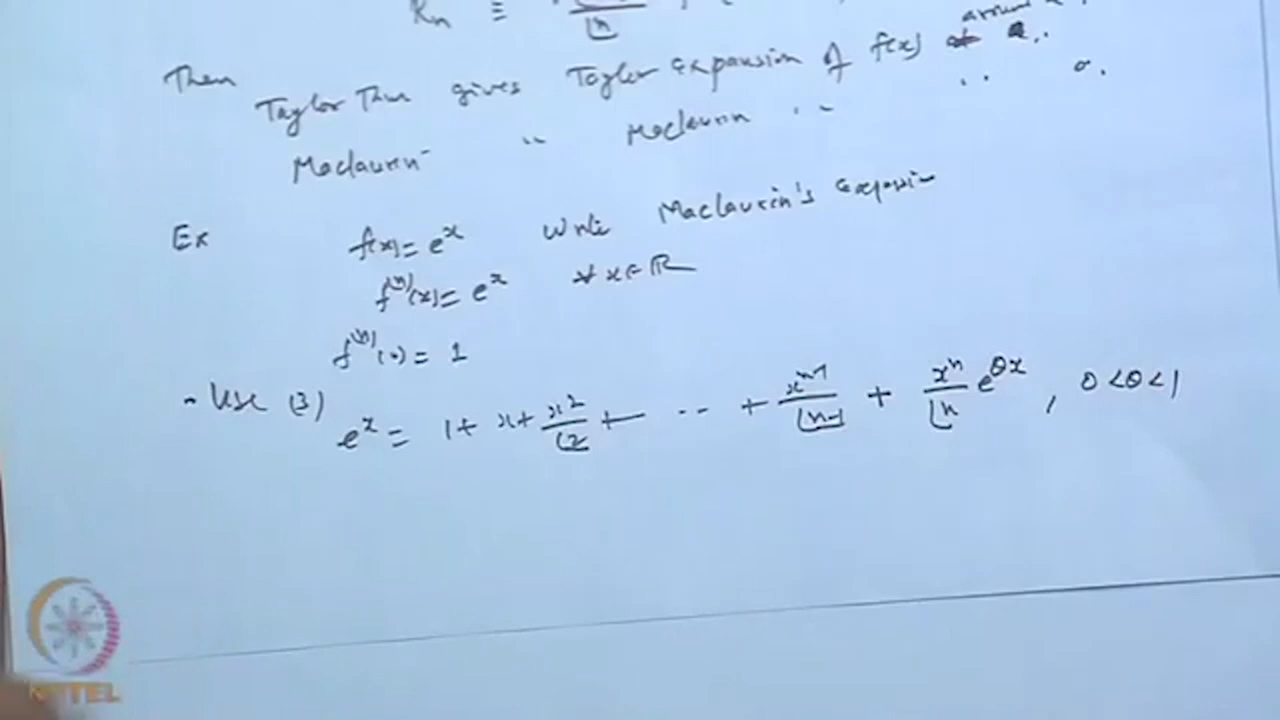 Rn ≡ /⌊n
Then
Taylor Thm gives Taylor expansion of f(x) around a.
Maclaurin " Maclaurin " " " 0.
Ex f(x) = e^x Write Maclaurin's expansion
f^(n)(x) = e^x ∀ x ∈ ℝ
f^(n)(0) = 1
- Use (3)
e^x = 1 + x + x^2/⌊2 + - -- + x^n-1/⌊n-1 + x^n/⌊n e^θx, 0 < θ < 1
NPTEL